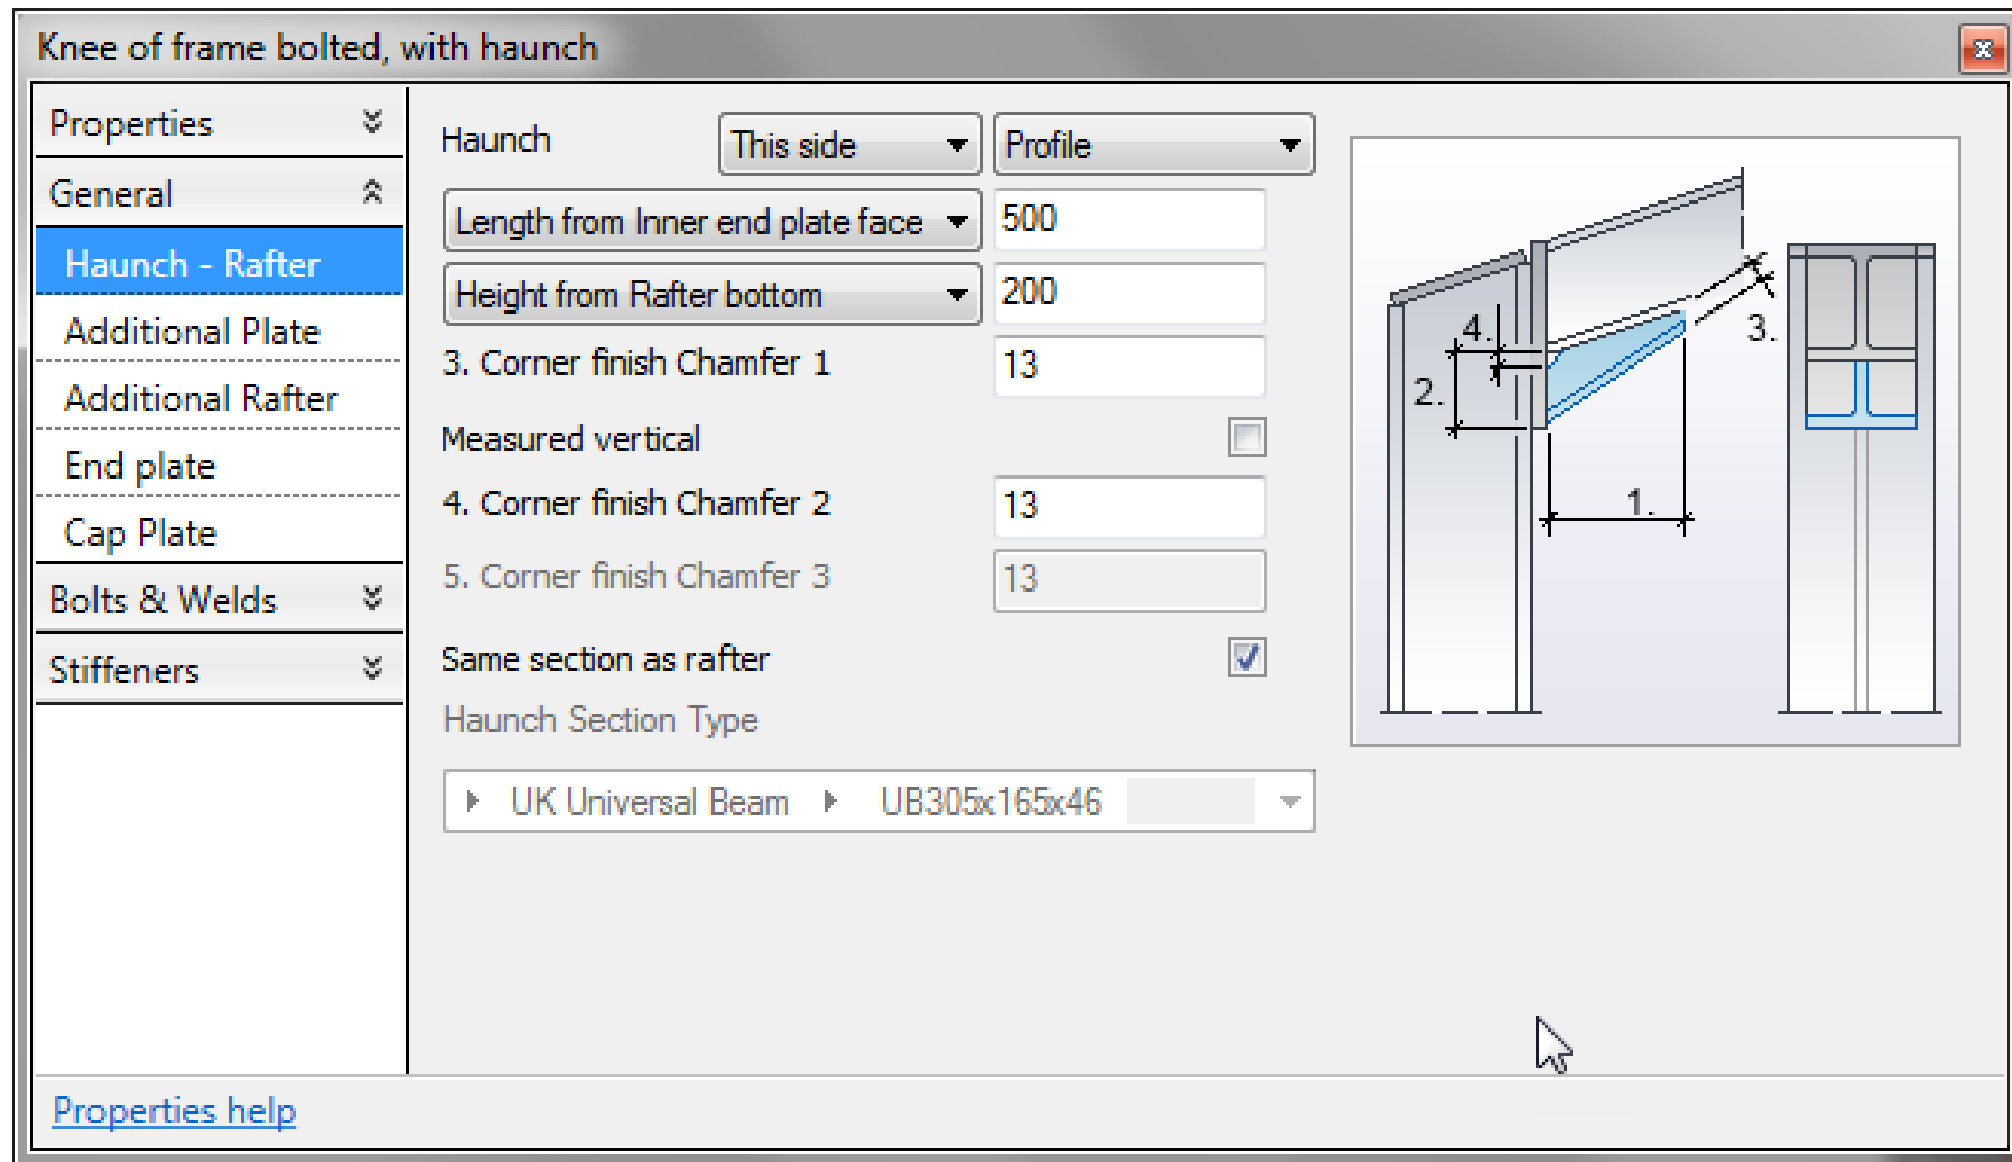 Knee of frame bolted, with haunch
Properties
General
Haunch - Rafter
Additional Plate
Additional Rafter
End plate
Cap Plate
Bolts & Welds
Stiffeners
Haunch This side Profile
Length from Inner end plate face 500
Height from Rafter bottom 200
3. Corner finish Chamfer 1 13
Measured vertical
4. Corner finish Chamfer 2 13
5. Corner finish Chamfer 3 13
Same section as rafter
Haunch Section Type
UK Universal Beam UB305x165x46
4.
3.
2.
1.
Properties help